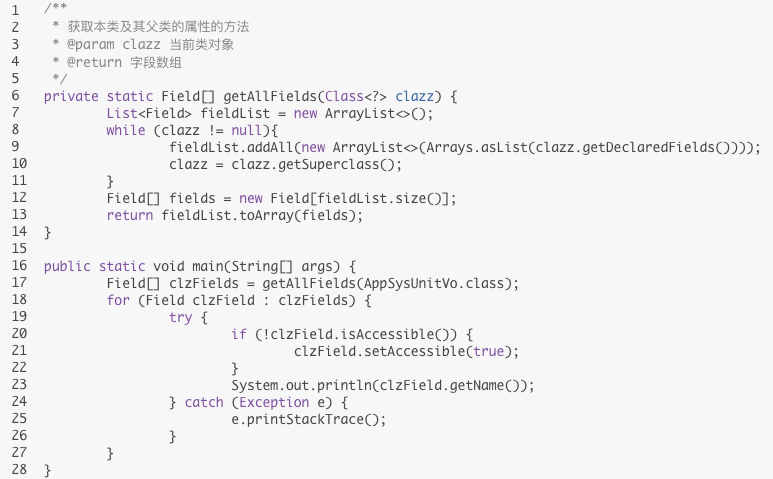 1 /**
2 * 获取本类及其父类的属性的方法
3 * @param clazz 当前类对象
4 * @return 字段数组
5 */
6 private static Field[] getAllFields(Class<?> clazz) {
7 List<Field> fieldList = new ArrayList<>();
8 while (clazz != null){
9 fieldList.addAll(new ArrayList<>(Arrays.asList(clazz.getDeclaredFields())));
10 clazz = clazz.getSuperclass();
11 }
12 Field[] fields = new Field[fieldList.size()];
13 return fieldList.toArray(fields);
14 }
15
16 public static void main(String[] args) {
17 Field[] clzFields = getAllFields(AppSysUnitVo.class);
18 for (Field clzField : clzFields) {
19 try {
20 if (!clzField.isAccessible()) {
21 clzField.setAccessible(true);
22 }
23 System.out.println(clzField.getName());
24 } catch (Exception e) {
25 e.printStackTrace();
26 }
27 }
28 }